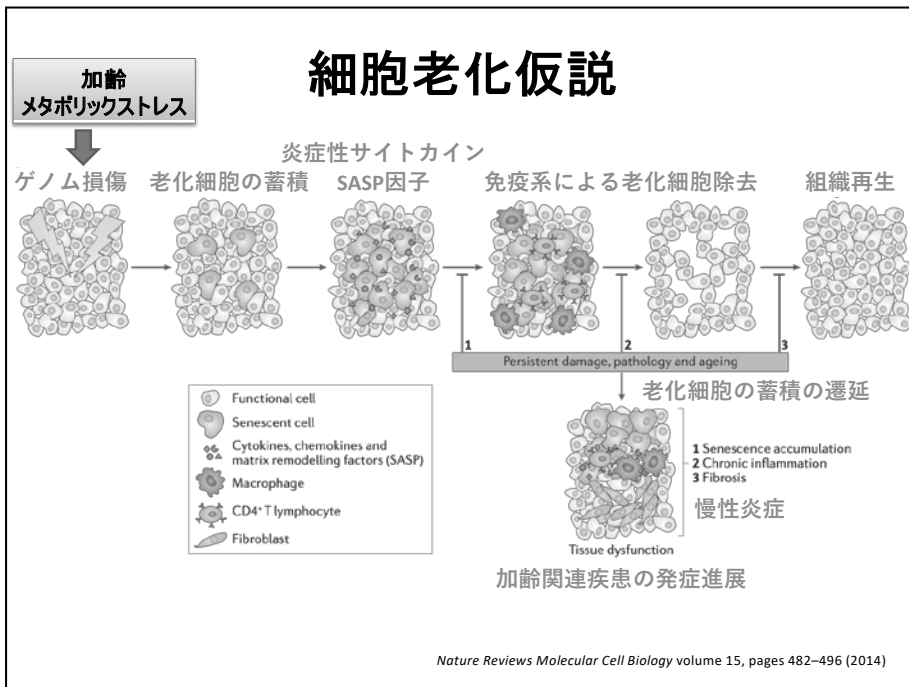 細胞老化仮説
加齢
メタボリックストレス
炎症性サイトカイン
ゲノム損傷
老化細胞の蓄積
SASP因子
免疫系による老化細胞除去
組織再生
1
2
3
Persistent damage, pathology and ageing
老化細胞の蓄積の遷延
Functional cell
Senescent cell
Cytokines, chemokines and
matrix remodelling factors (SASP)
Macrophage
CD4⁺ T lymphocyte
Fibroblast
1 Senescence accumulation
2 Chronic inflammation
3 Fibrosis
慢性炎症
Tissue dysfunction
加齢関連疾患の発症進展
Nature Reviews Molecular Cell Biology volume 15, pages 482–496 (2014)